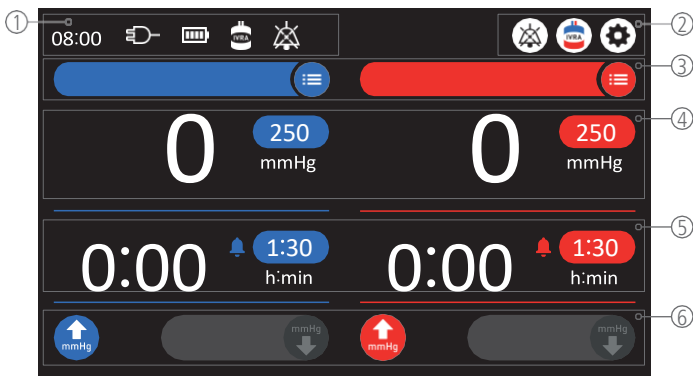 ①
08:00
IVRA
IVRA
②
③
0 250 mmHg
0 250 mmHg
④
0:00 1:30 h:min
0:00 1:30 h:min
⑤
mmHg
mmHg
mmHg
mmHg
⑥